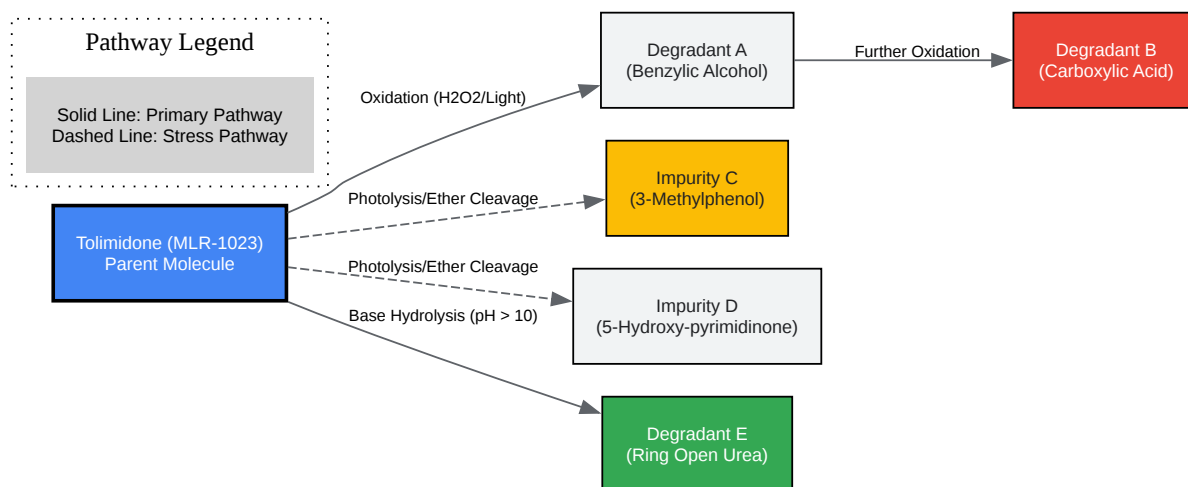 Pathway Legend
Solid Line: Primary Pathway
Dashed Line: Stress Pathway
Tolimidone (MLR-1023)
Parent Molecule
Oxidation (H2O2/Light)
Degradant A
(Benzylic Alcohol)
Further Oxidation
Degradant B
(Carboxylic Acid)
Photolysis/Ether Cleavage
Impurity C
(3-Methylphenol)
Photolysis/Ether Cleavage
Impurity D
(5-Hydroxy-pyrimidinone)
Base Hydrolysis (pH > 10)
Degradant E
(Ring Open Urea)